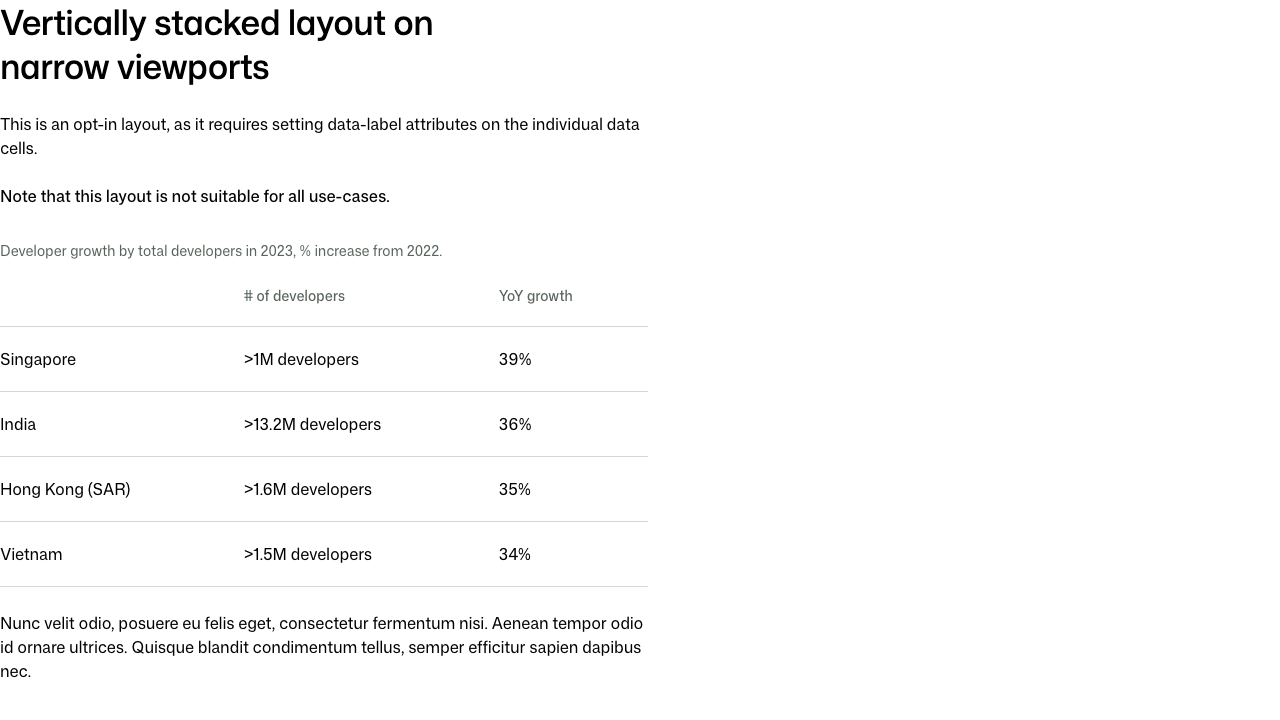 Vertically stacked layout on
narrow viewports
This is an opt-in layout, as it requires setting data-label attributes on the individual data
cells.
Note that this layout is not suitable for all use-cases.
Developer growth by total developers in 2023, % increase from 2022.
# of developers YoY growth
Singapore >1M developers 39%
India >13.2M developers 36%
Hong Kong (SAR) >1.6M developers 35%
Vietnam >1.5M developers 34%
Nunc velit odio, posuere eu felis eget, consectetur fermentum nisi. Aenean tempor odio
id ornare ultrices. Quisque blandit condimentum tellus, semper efficitur sapien dapibus
nec.